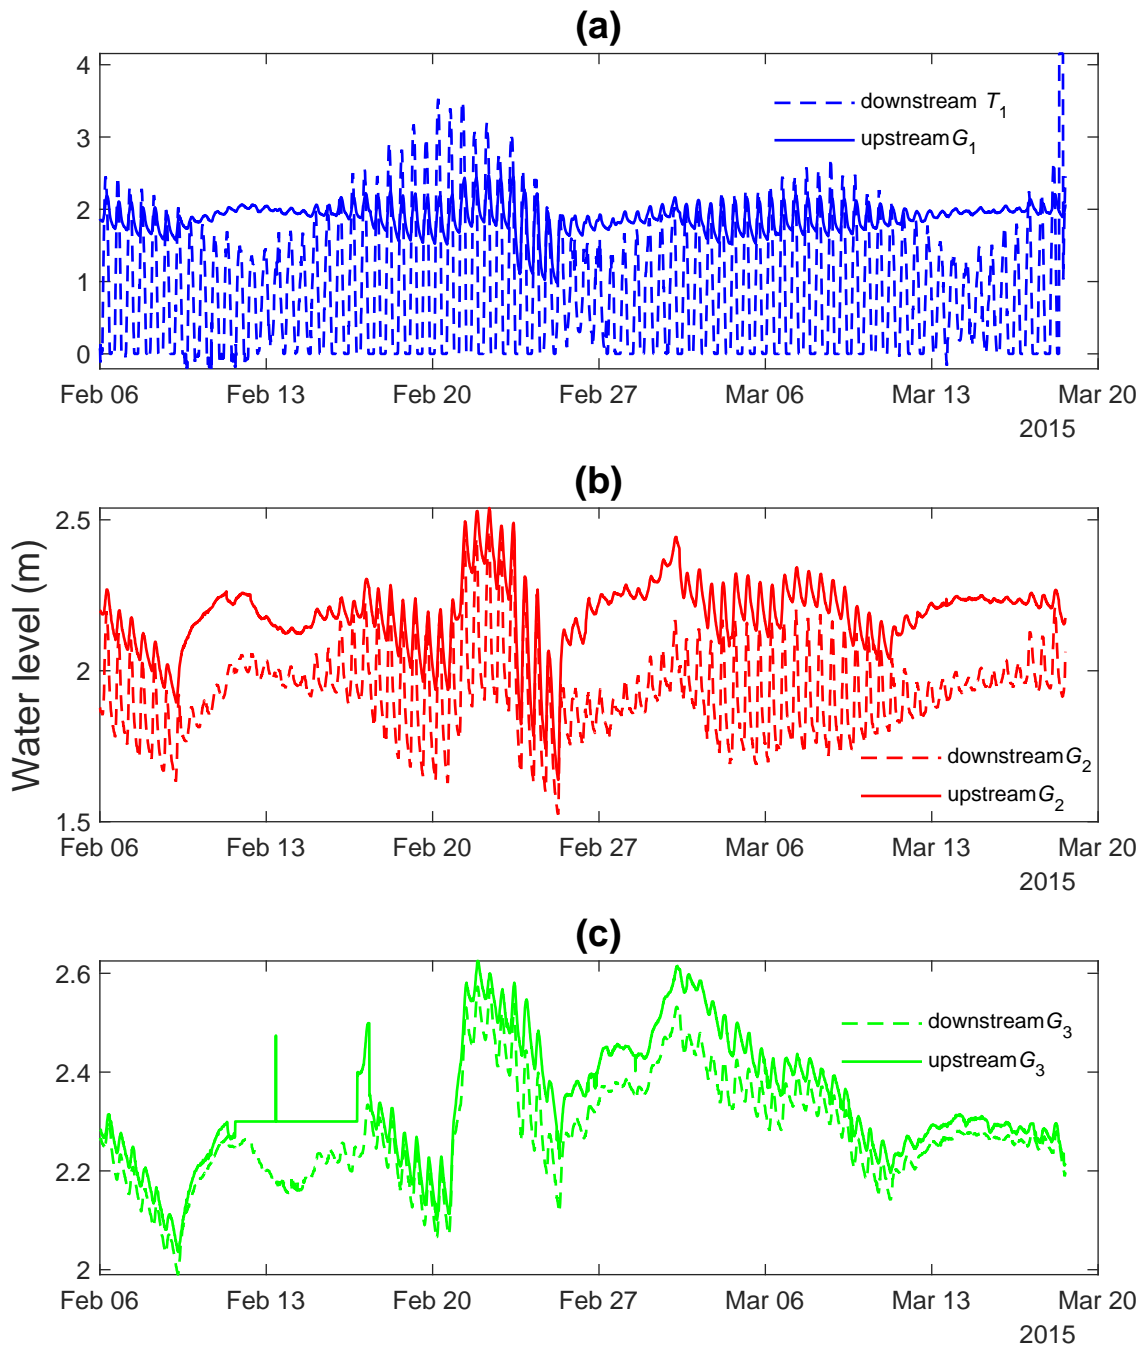 (a)
4
3
2
1
0
downstream T1
upstream G1
Feb 06 Feb 13 Feb 20 Feb 27 Mar 06 Mar 13 Mar 20
2015
(b)
Water level (m)
2.5
2
1.5
downstream G2
upstream G2
Feb 06 Feb 13 Feb 20 Feb 27 Mar 06 Mar 13 Mar 20
2015
(c)
2.6
2.4
2.2
2
downstream G3
upstream G3
Feb 06 Feb 13 Feb 20 Feb 27 Mar 06 Mar 13 Mar 20
2015